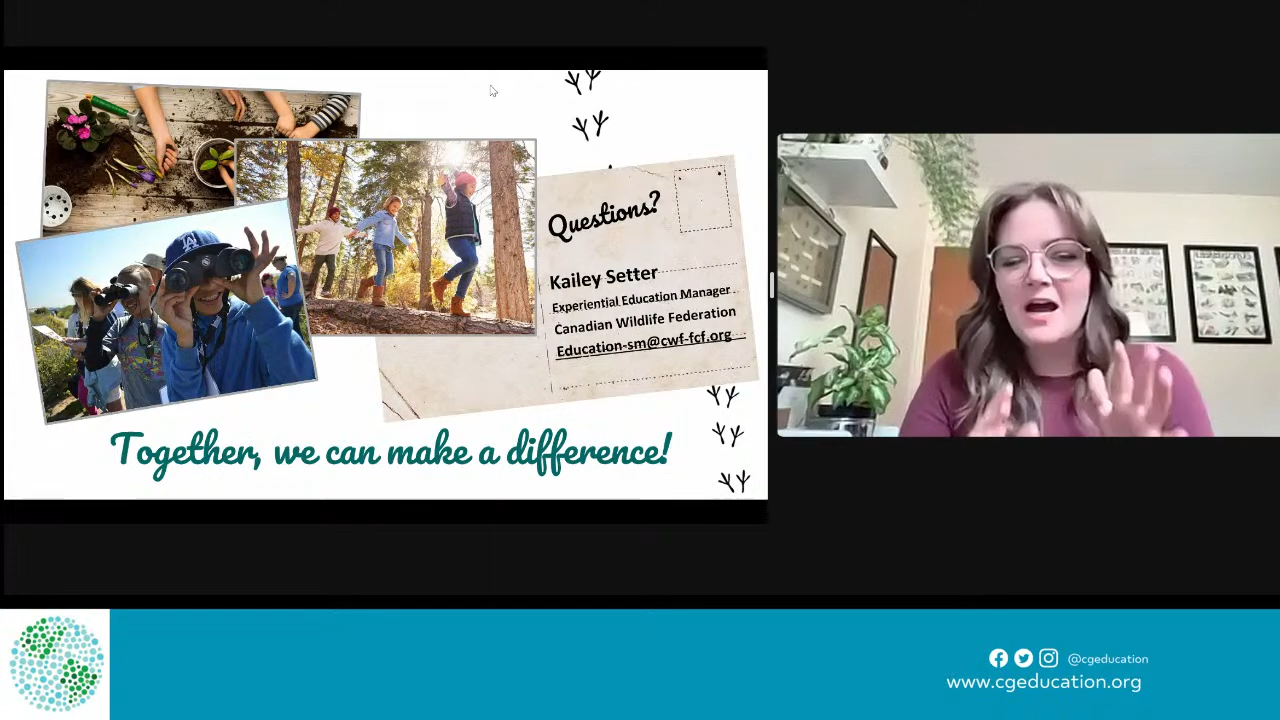 Questions?
Kailey Setter
Experiential Education Manager
Canadian Wildlife Federation
Education-sm@cwf-fcf.org
Together, we can make a difference!
LA
@cgeducation
www.cgeducation.org